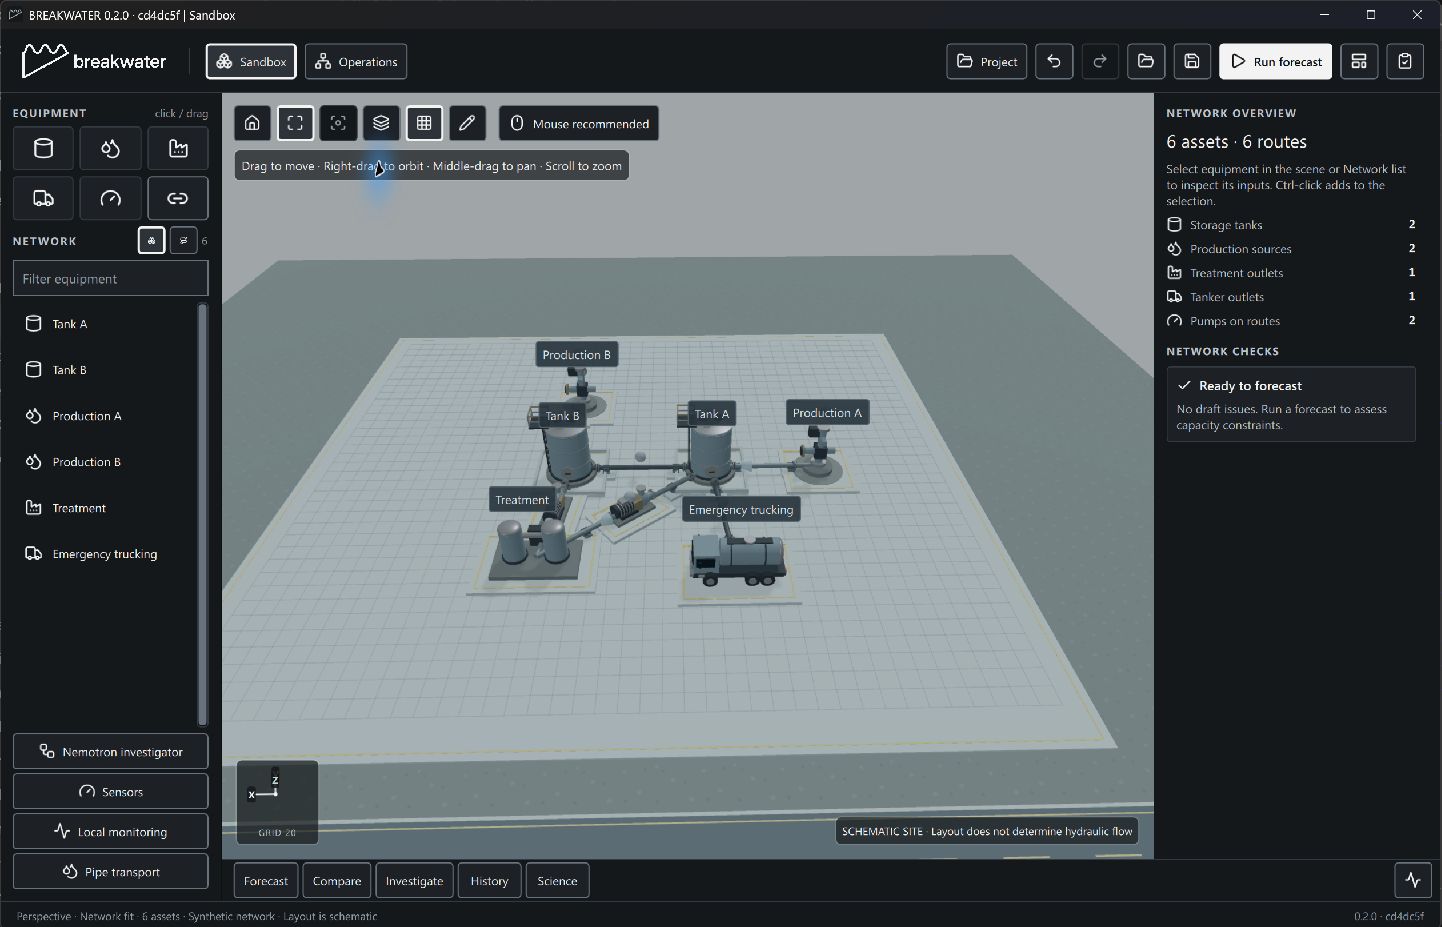 BREAKWATER 0.2.0 · cd4dc5f | Sandbox
breakwater
Sandbox
Operations
Project
Run forecast
EQUIPMENT
click / drag
NETWORK
6
Filter equipment
Tank A
Tank B
Production A
Production B
Treatment
Emergency trucking
Nemotron investigator
Sensors
Local monitoring
Pipe transport
Mouse recommended
Drag to move · Right-drag to orbit · Middle-drag to pan · Scroll to zoom
Production B
Tank B
Tank A
Production A
Treatment
Emergency trucking
Z
X
GRID 20
SCHEMATIC SITE · Layout does not determine hydraulic flow
NETWORK OVERVIEW
6 assets · 6 routes
Select equipment in the scene or Network list
to inspect its inputs. Ctrl-click adds to the
selection.
Storage tanks 2
Production sources 2
Treatment outlets 1
Tanker outlets 1
Pumps on routes 2
NETWORK CHECKS
Ready to forecast
No draft issues. Run a forecast to assess
capacity constraints.
Forecast
Compare
Investigate
History
Science
Perspective · Network fit · 6 assets · Synthetic network · Layout is schematic
0.2.0 · cd4dc5f